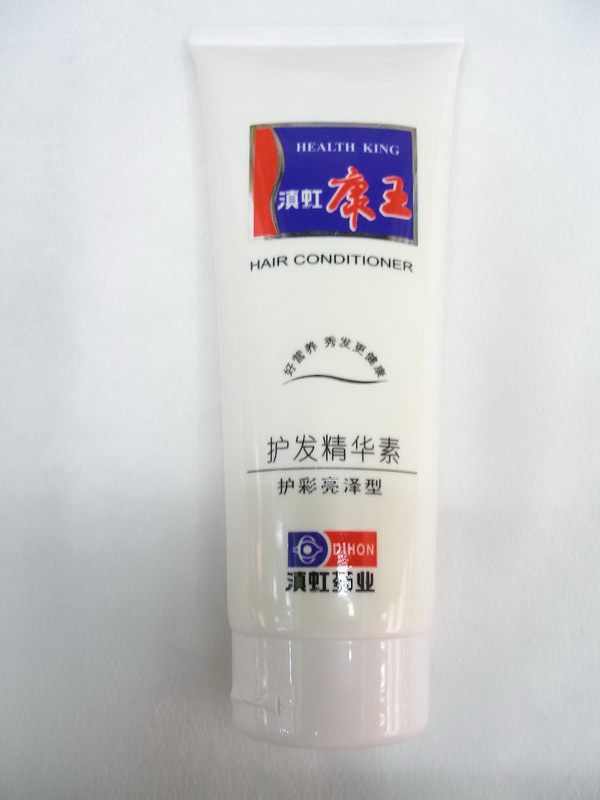 HEALTH KING
滇虹 康王
HAIR CONDITIONER
好营养 秀发更健康
护发精华素
护彩亮泽型
DIHON
滇虹药业